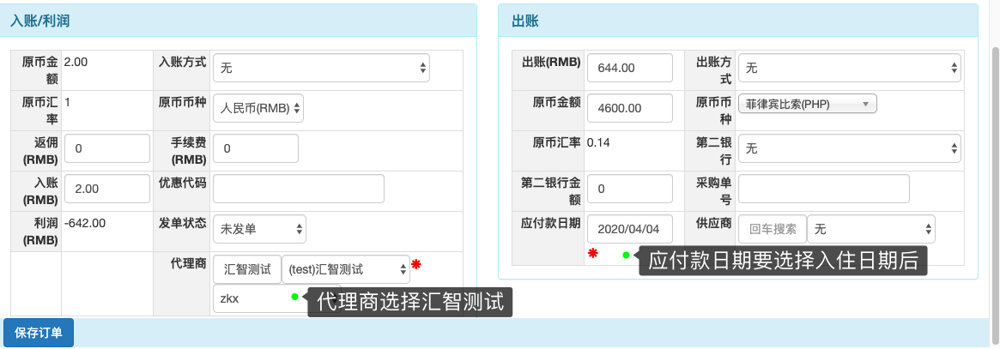 入账/利润
原币金额 2.00 入账方式 无
原币汇率 1 原币币种 人民币(RMB)
返佣(RMB) 0 手续费(RMB) 0
入账(RMB) 2.00 优惠代码
利润(RMB) -642.00 发单状态 未发单
代理商 汇智测试 (test)汇智测试 *
zkx
代理商选择汇智测试
出账
出账(RMB) 644.00 出账方式 无
原币金额 4600.00 原币币种 菲律宾比索(PHP)
原币汇率 0.14 第二银行 无
第二银行金额 0 采购单号
应付款日期 2020/04/04 供应商 回车搜索 无
*
应付款日期要选择入住日期后
保存订单